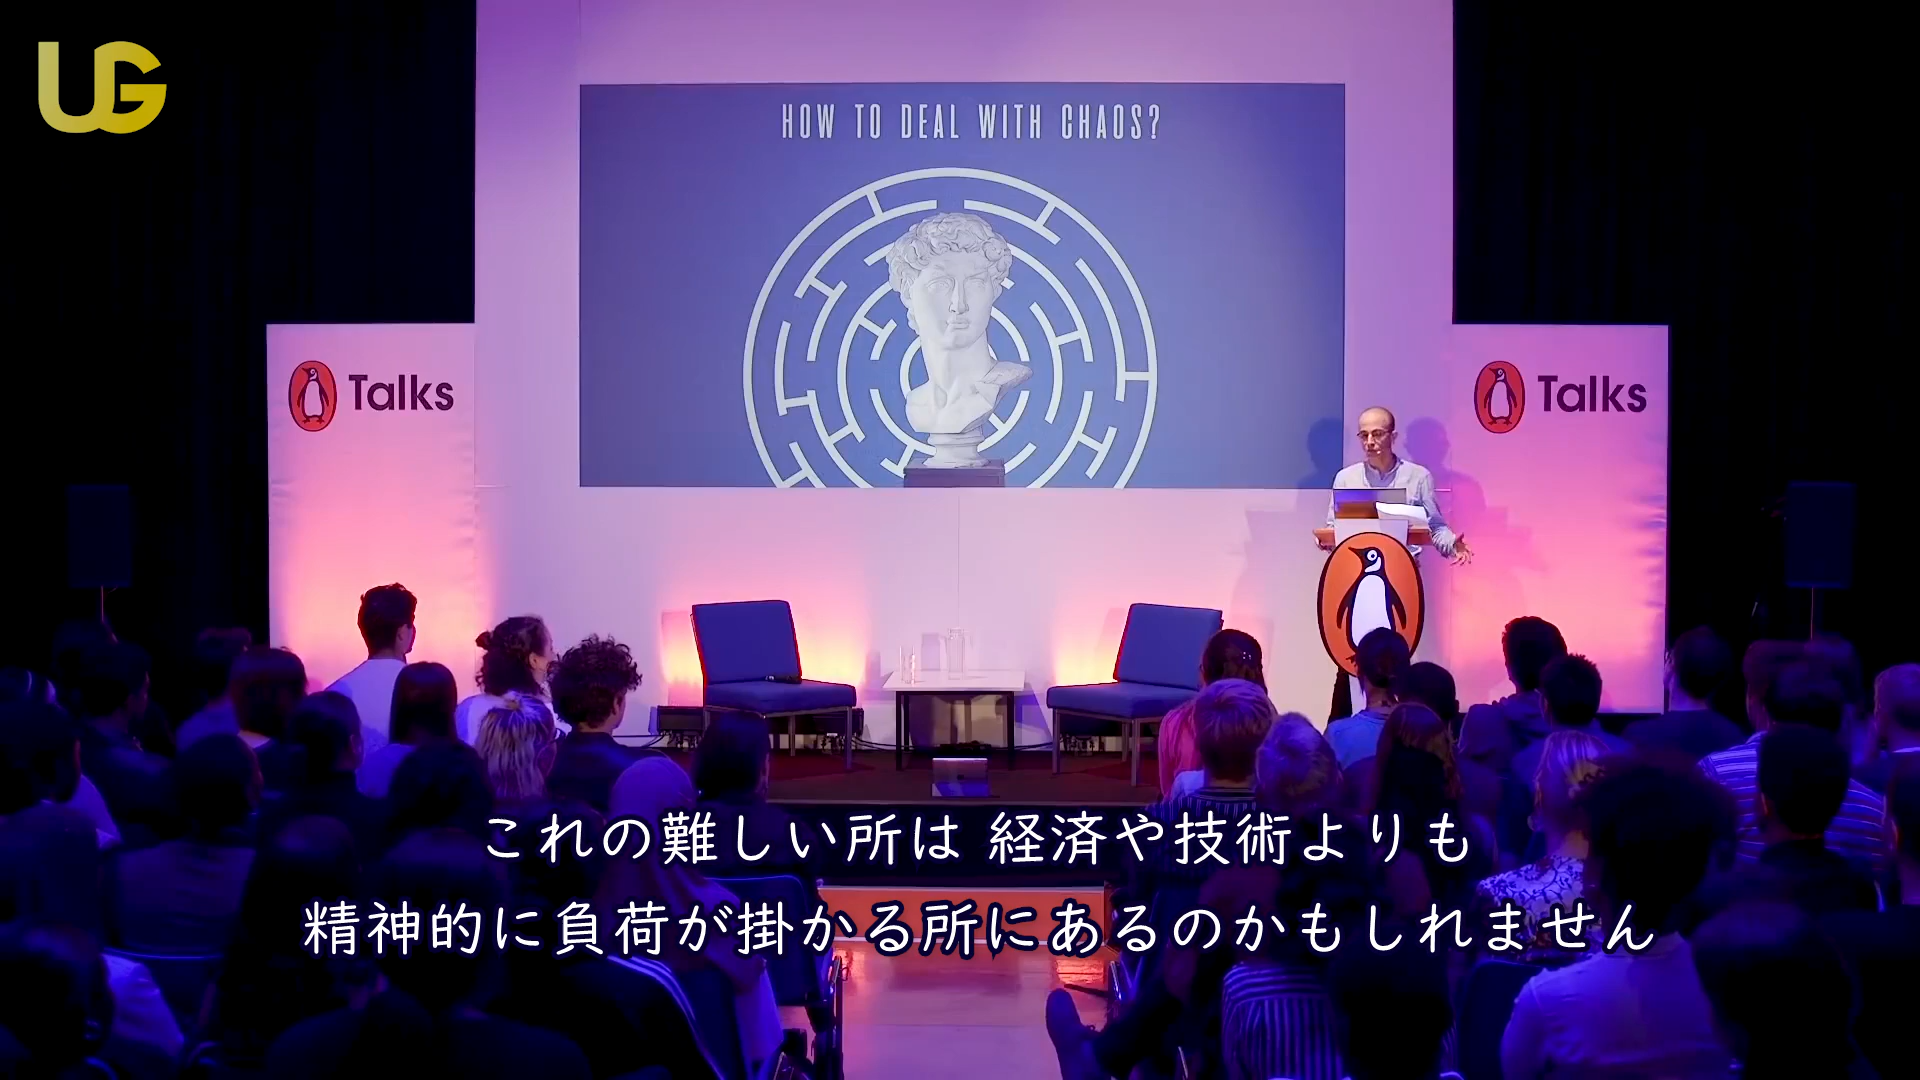 UG
HOW TO DEAL WITH CHAOS?
Talks
Talks
これの難しい所は 経済や技術よりも
精神的に負荷が掛かる所にあるのかもしれません